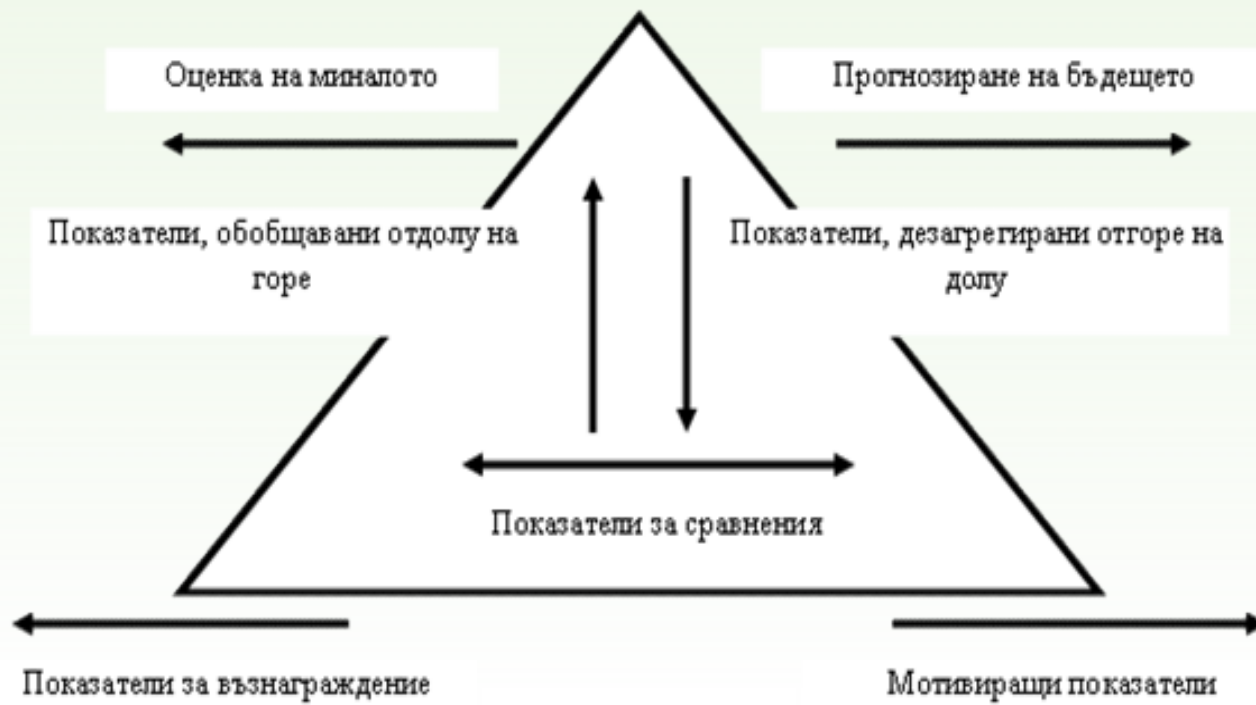 Оценка на миналото
Прогнозиране на бъдещето
Показатели, обобщавани отдолу на
горе
Показатели, дезагрегирани отгоре на
долу
Показатели за сравнения
Показатели за възнаграждение
Мотивиращи показатели